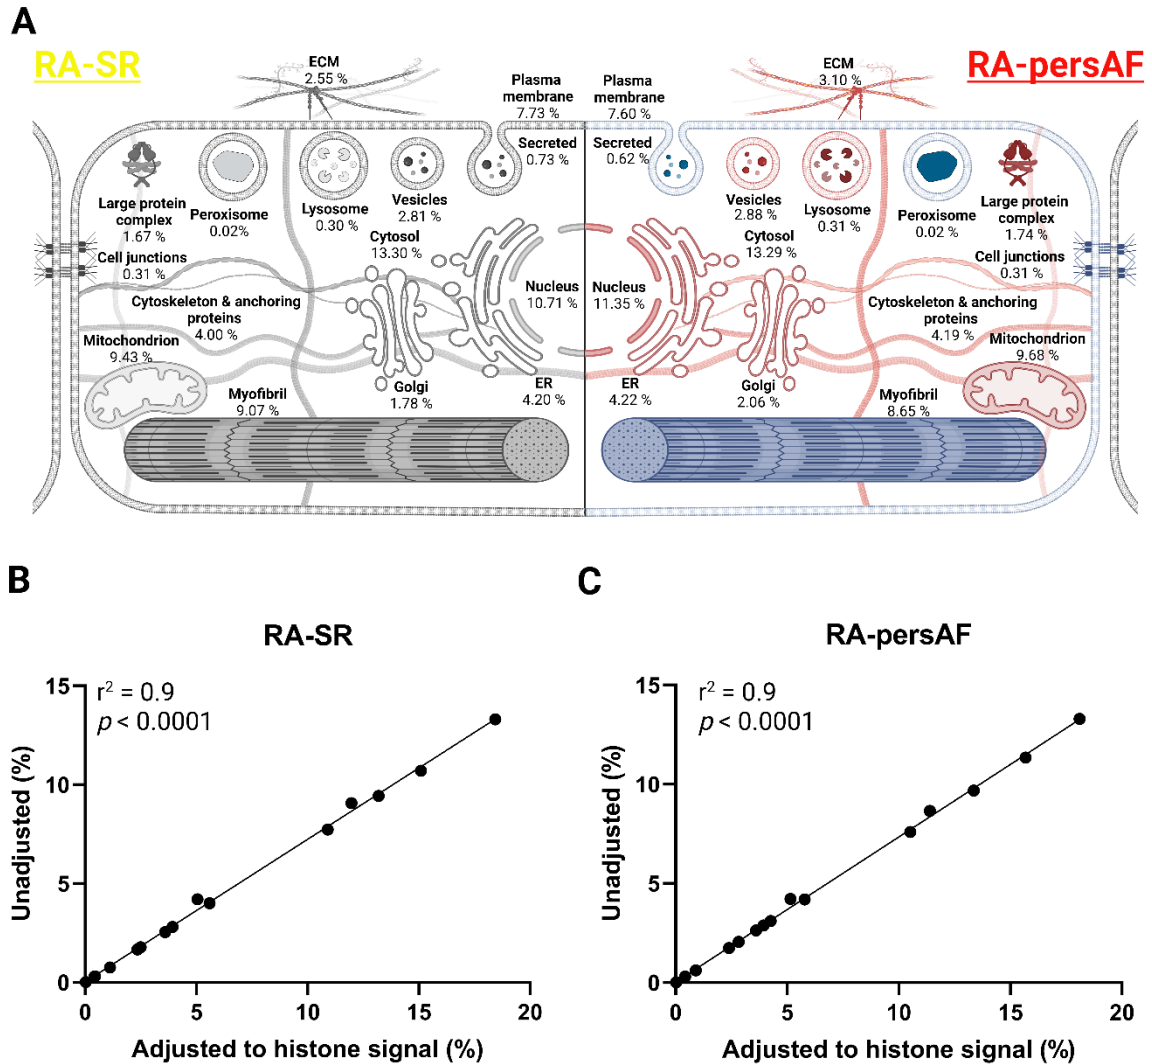 A
RA-SR
RA-persAF
ECM
2.55 %
Plasma
membrane
7.73 %
Plasma
membrane
7.60 %
ECM
3.10 %
Secreted
0.73 %
Secreted
0.62 %
Large protein
complex
1.67 %
Peroxisome
0.02%
Lysosome
0.30 %
Vesicles
2.81 %
Vesicles
2.88 %
Lysosome
0.31 %
Peroxisome
0.02 %
Large protein
complex
1.74 %
Cell junctions
0.31 %
Cytosol
13.30 %
Cytosol
13.29 %
Cell junctions
0.31 %
Nucleus
10.71 %
Nucleus
11.35 %
Cytoskeleton & anchoring
proteins
4.00 %
Cytoskeleton & anchoring
proteins
4.19 %
Mitochondrion
9.43 %
Mitochondrion
9.68 %
Myofibril
9.07 %
Golgi
1.78 %
ER
4.20 %
ER
4.22 %
Golgi
2.06 %
Myofibril
8.65 %
B
RA-SR
r² = 0.9
p < 0.0001
Unadjusted (%)
15
10
5
0
0 5 10 15 20
Adjusted to histone signal (%)
C
RA-persAF
r² = 0.9
p < 0.0001
Unadjusted (%)
15
10
5
0
0 5 10 15 20
Adjusted to histone signal (%)